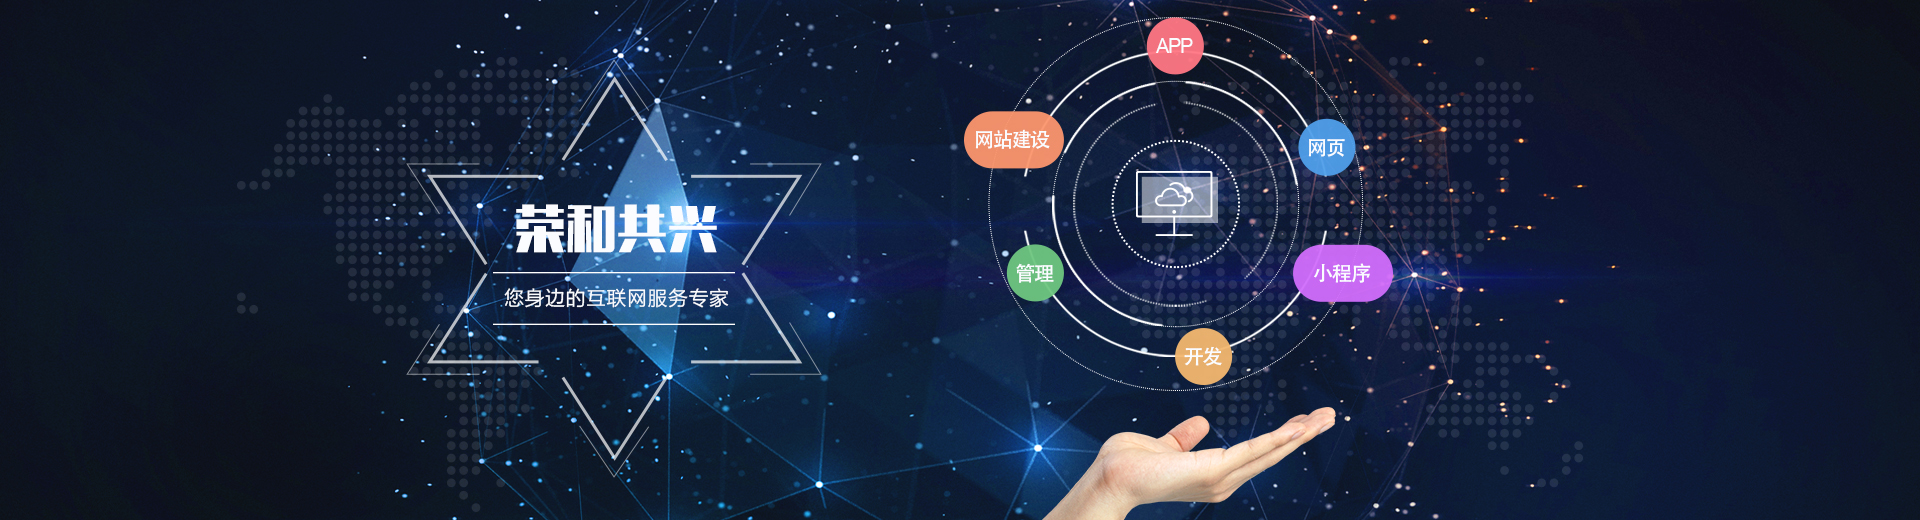 荣和共兴
您身边的互联网服务专家
APP
网站建设
网页
管理
小程序
开发